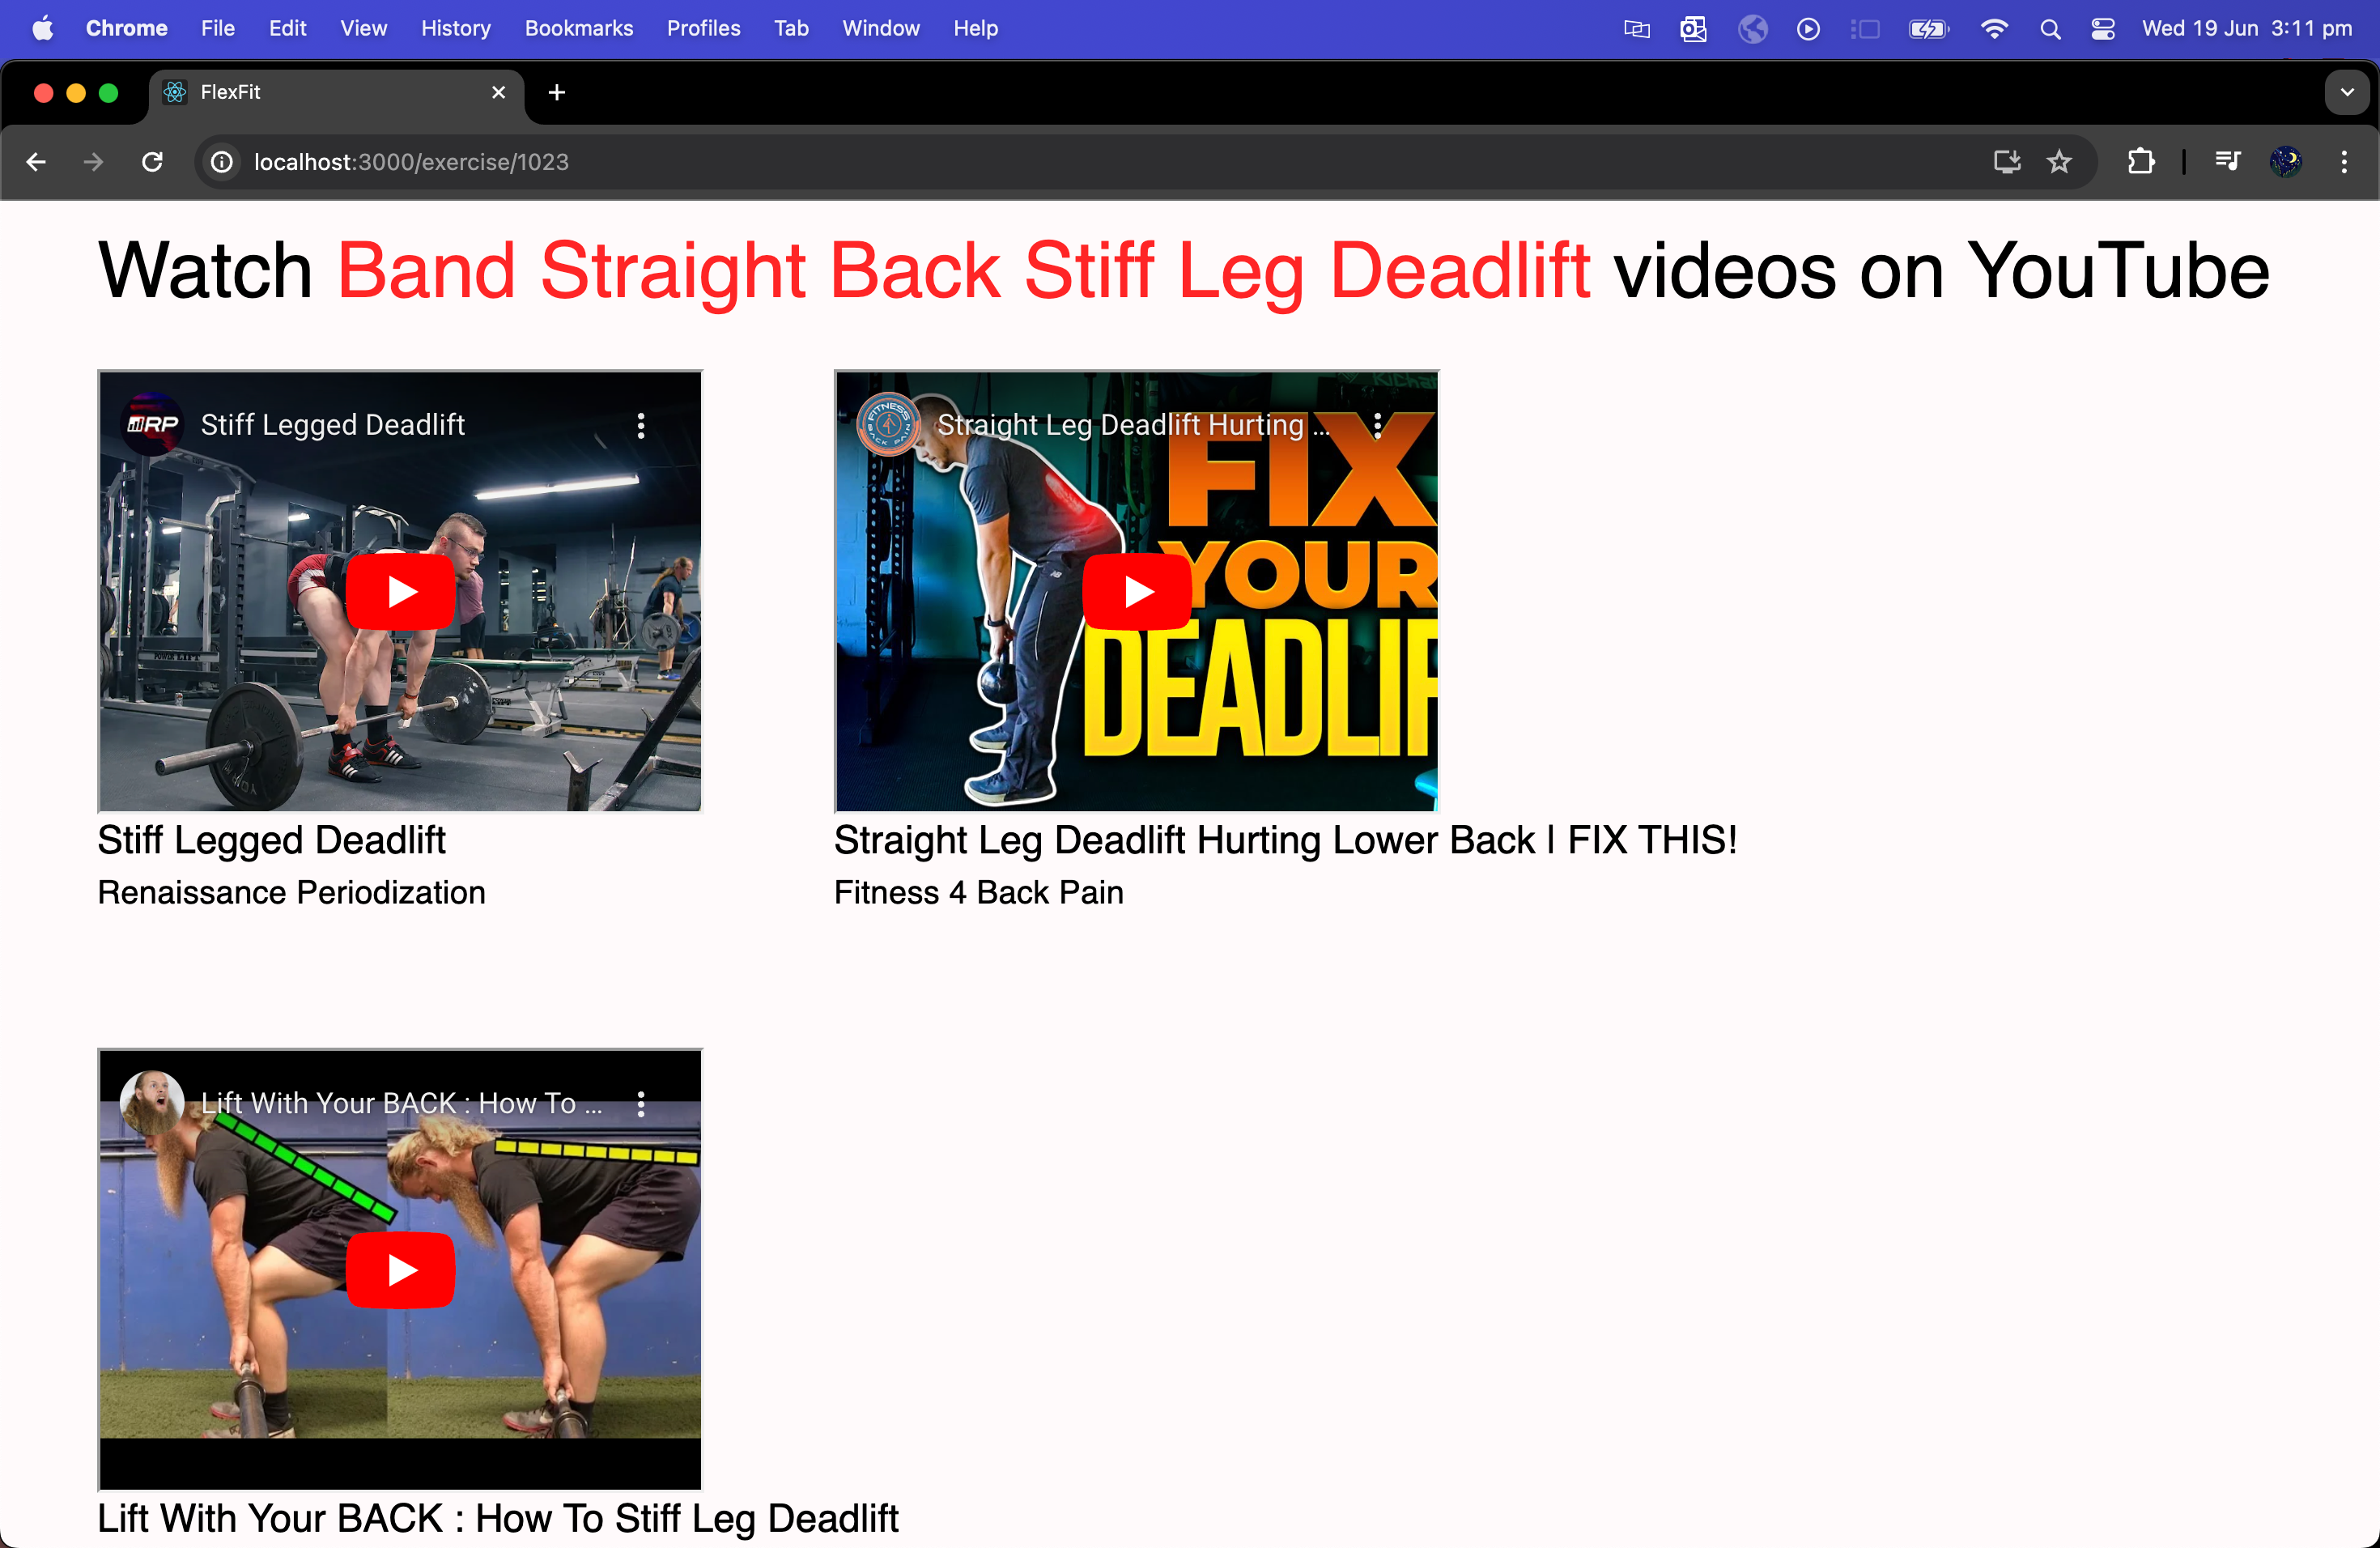 Chrome File Edit View History Bookmarks Profiles Tab Window Help Wed 19 Jun 3:11 pm
FlexFit
localhost:3000/exercise/1023
Watch Band Straight Back Stiff Leg Deadlift videos on YouTube
RP Stiff Legged Deadlift
Stiff Legged Deadlift
Renaissance Periodization
FITNESS BACK PAIN Straight Leg Deadlift Hurting ...
FIX
YOUR
DEADLIF
Straight Leg Deadlift Hurting Lower Back | FIX THIS!
Fitness 4 Back Pain
Lift With Your BACK : How To ...
Lift With Your BACK : How To Stiff Leg Deadlift